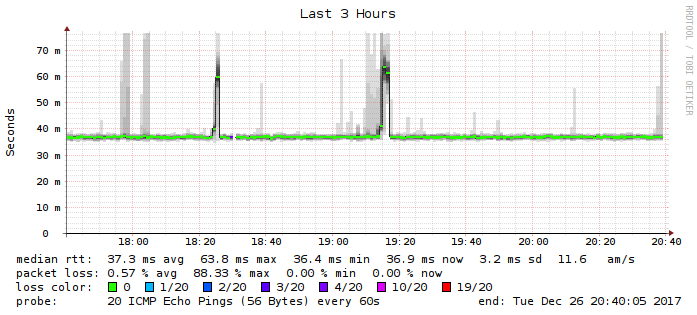 Last 3 Hours
RRDTOOL / TOBI OETIKER
Seconds
70 m
60 m
50 m
40 m
30 m
20 m
10 m
0
18:00 18:20 18:40 19:00 19:20 19:40 20:00 20:20 20:40
median rtt: 37.3 ms avg 63.8 ms max 36.4 ms min 36.9 ms now 3.2 ms sd 11.6 am/s
packet loss: 0.57 % avg 88.33 % max 0.00 % min 0.00 % now
loss color: 0 1/20 2/20 3/20 4/20 10/20 19/20
probe: 20 ICMP Echo Pings (56 Bytes) every 60s end: Tue Dec 26 20:40:05 2017